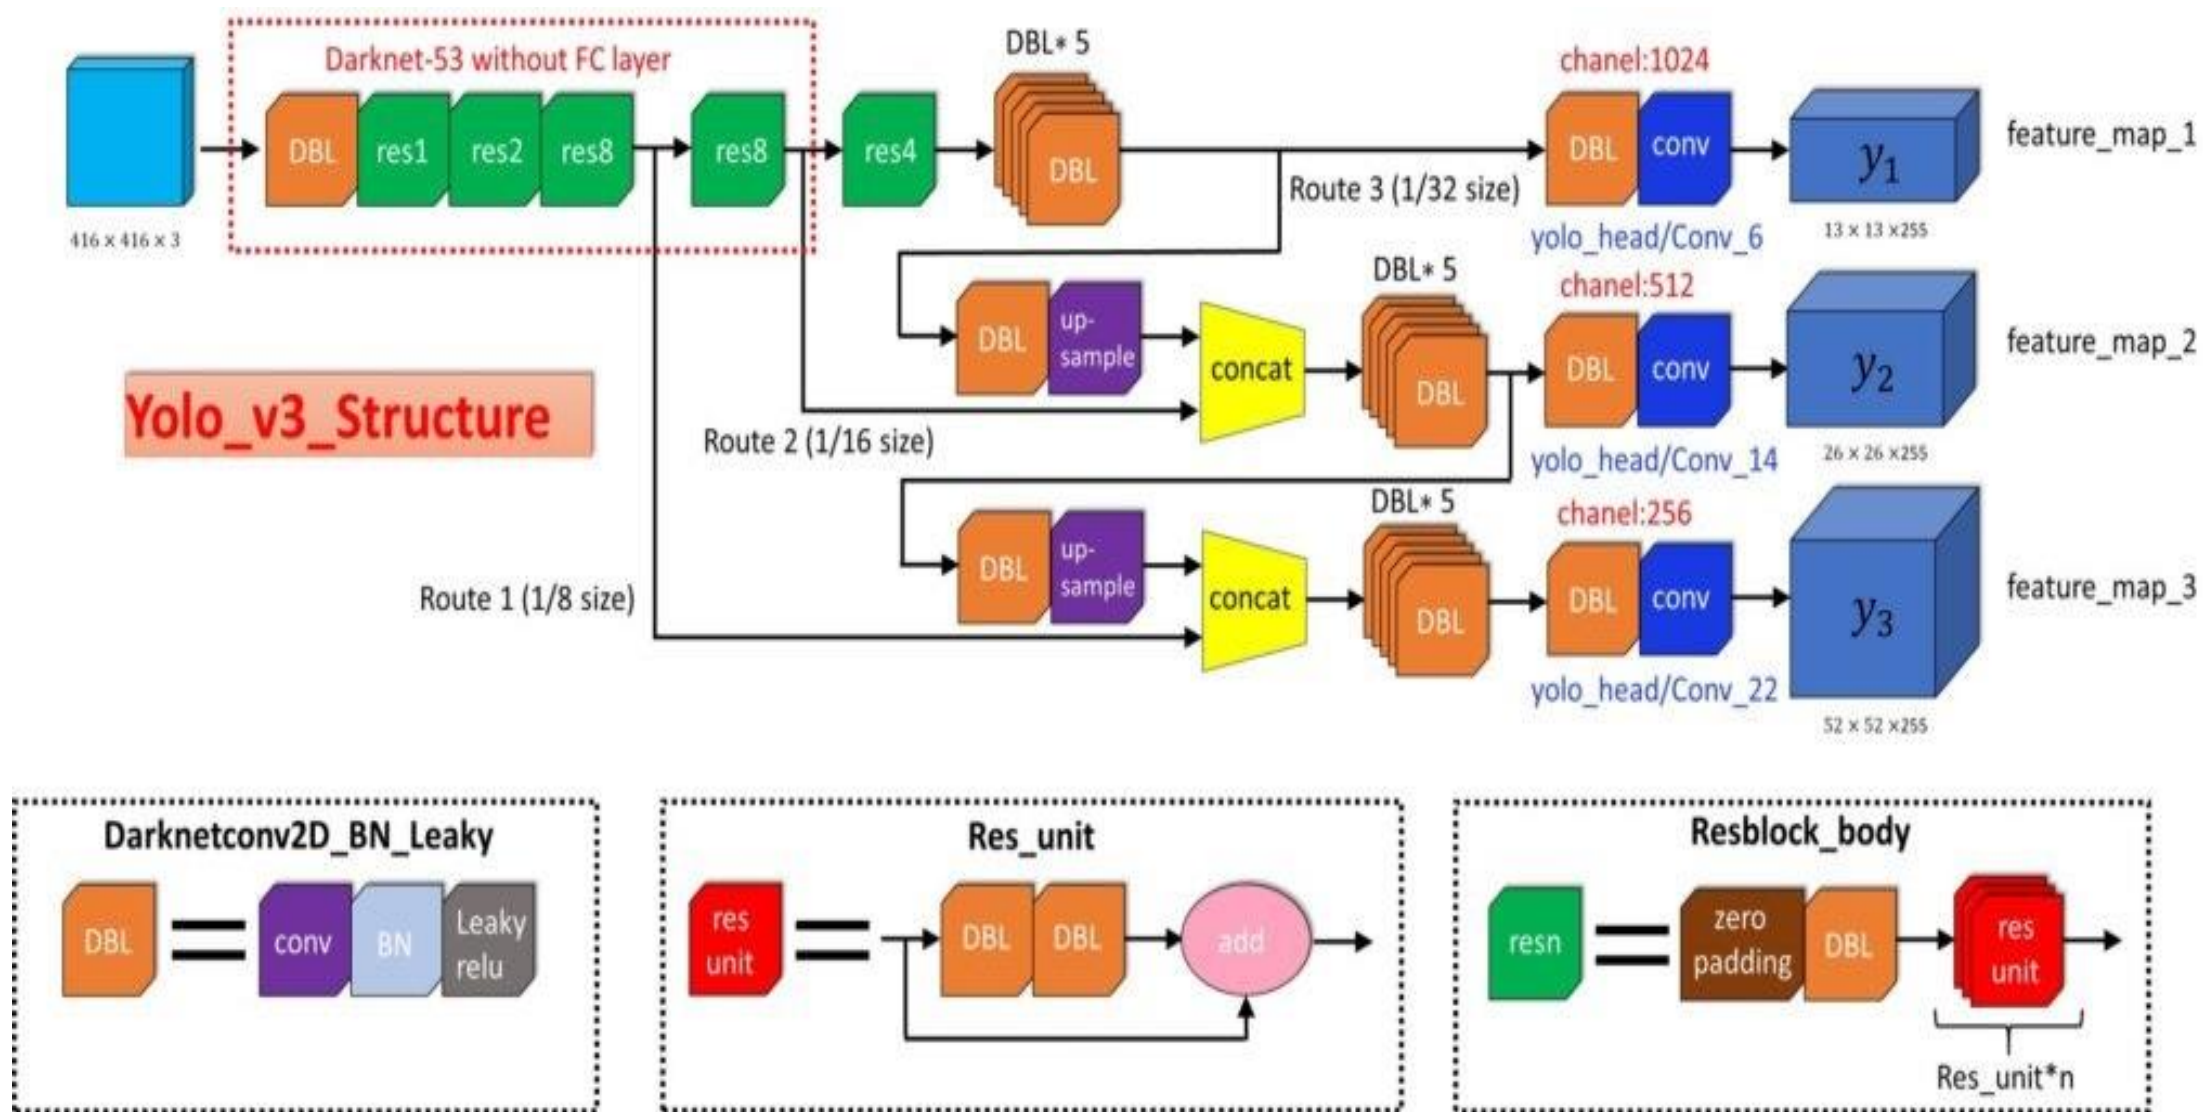 Darknet-53 without FC layer
DBL
res1
res2
res8
res8
res4
DBL* 5
DBL
chanel:1024
DBL
conv
y1
feature_map_1
416 × 416 × 3
Route 3 (1/32 size)
yolo_head/Conv_6
13 × 13 ×255
DBL
up-
sample
concat
DBL* 5
DBL
chanel:512
DBL
conv
y2
feature_map_2
Yolo_v3_Structure
Route 2 (1/16 size)
yolo_head/Conv_14
26 × 26 ×255
DBL
up-
sample
concat
DBL* 5
DBL
chanel:256
DBL
conv
y3
feature_map_3
Route 1 (1/8 size)
yolo_head/Conv_22
52 × 52 ×255
Darknetconv2D_BN_Leaky
DBL
conv
BN
Leaky
relu
Res_unit
res
unit
DBL
DBL
add
Resblock_body
resn
zero
padding
DBL
res
unit
Res_unit*n